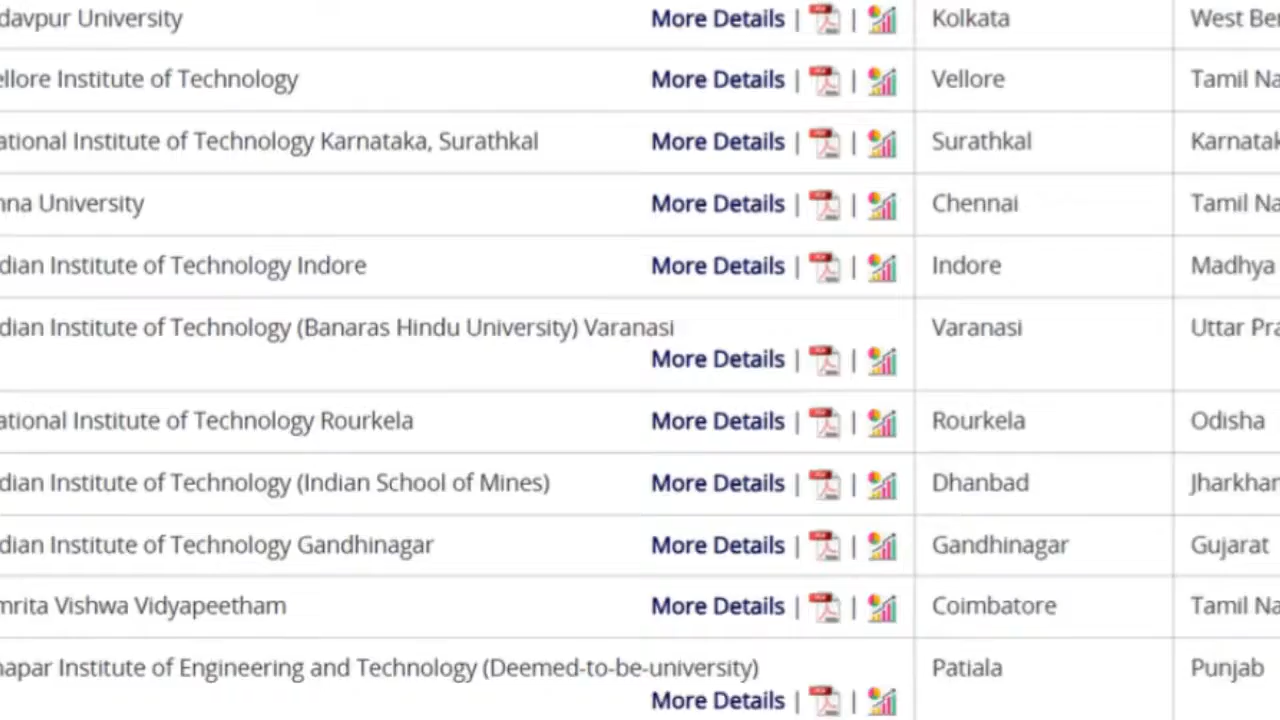 davpur University More Details | | Kolkata West Ben
ellore Institute of Technology More Details | | Vellore Tamil Na
ational Institute of Technology Karnataka, Surathkal More Details | | Surathkal Karnatak
nna University More Details | | Chennai Tamil Na
dian Institute of Technology Indore More Details | | Indore Madhya
dian Institute of Technology (Banaras Hindu University) Varanasi Varanasi Uttar Pra
More Details | |
ational Institute of Technology Rourkela More Details | | Rourkela Odisha
dian Institute of Technology (Indian School of Mines) More Details | | Dhanbad Jharkhan
dian Institute of Technology Gandhinagar More Details | | Gandhinagar Gujarat
mrita Vishwa Vidyapeetham More Details | | Coimbatore Tamil Na
hapar Institute of Engineering and Technology (Deemed-to-be-university) Patiala Punjab
More Details | |